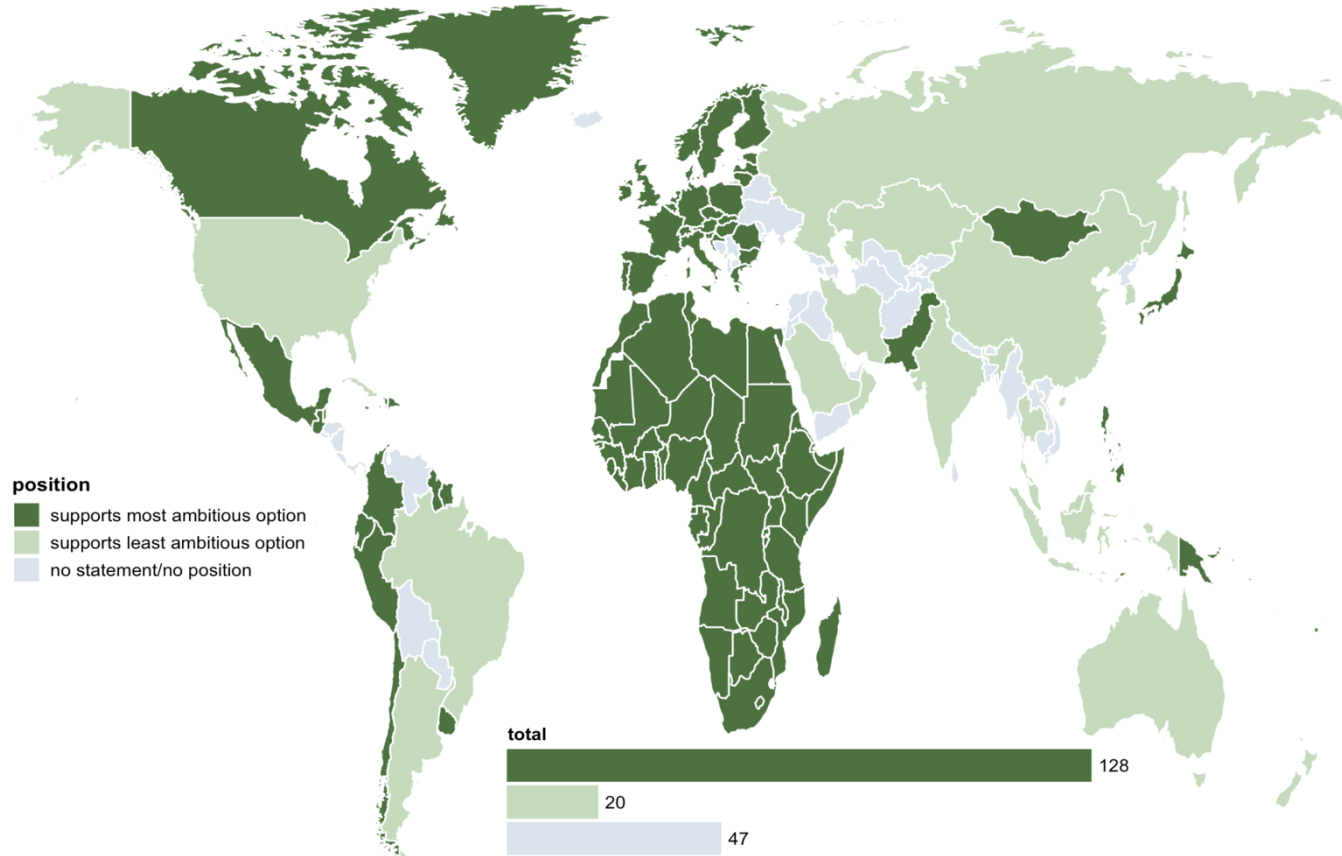 position
supports most ambitious option
supports least ambitious option
no statement/no position
total
128
20
47